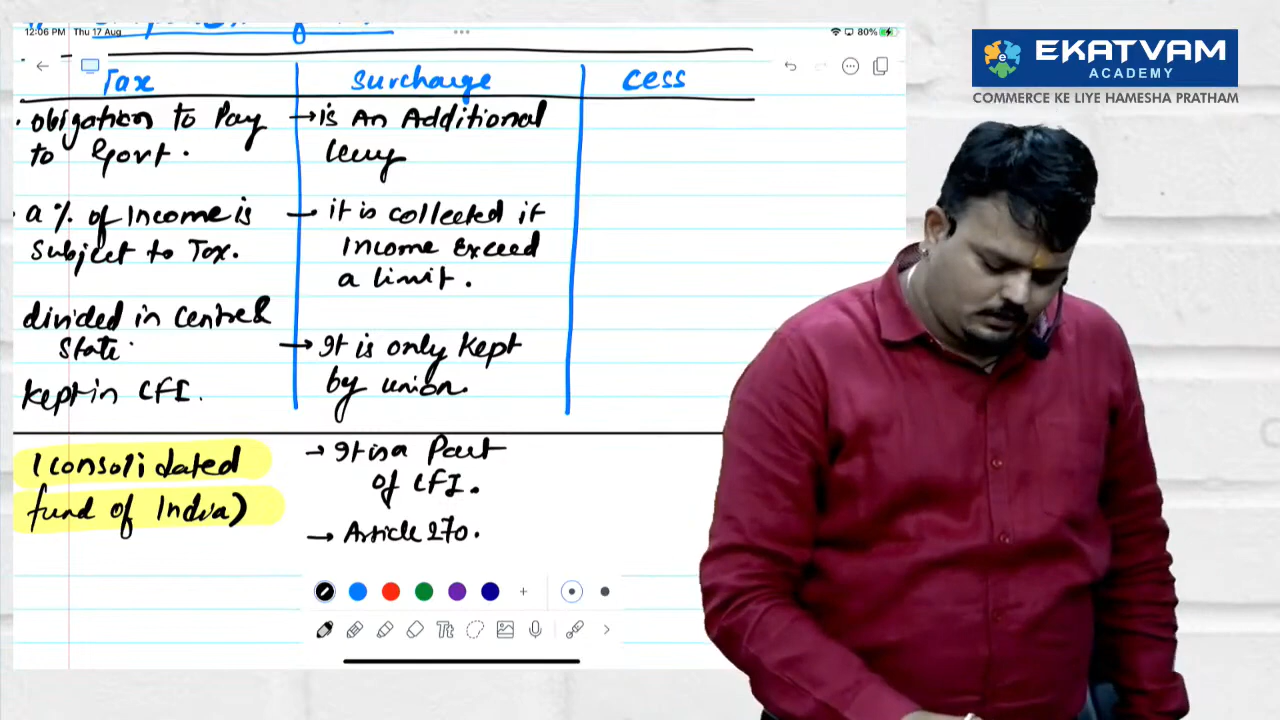 12:06 PM Thu 17 Aug
80%
EKATVAM
ACADEMY
COMMERCE KE LIYE HAMESHA PRATHAM
Tax
Surcharge
Cess
obigation to Pay
to Govt.
a % of Income is
Subject to Tax.
divided in Centre &
State.
kept in CFI.
(Consolidated
fund of India)
→ is An Additional
levy
– it is collected if
Income Exceed
a limit.
→ It is only kept
by union.
→ It is a Part
of CFI.
→ Article 270.
Tt